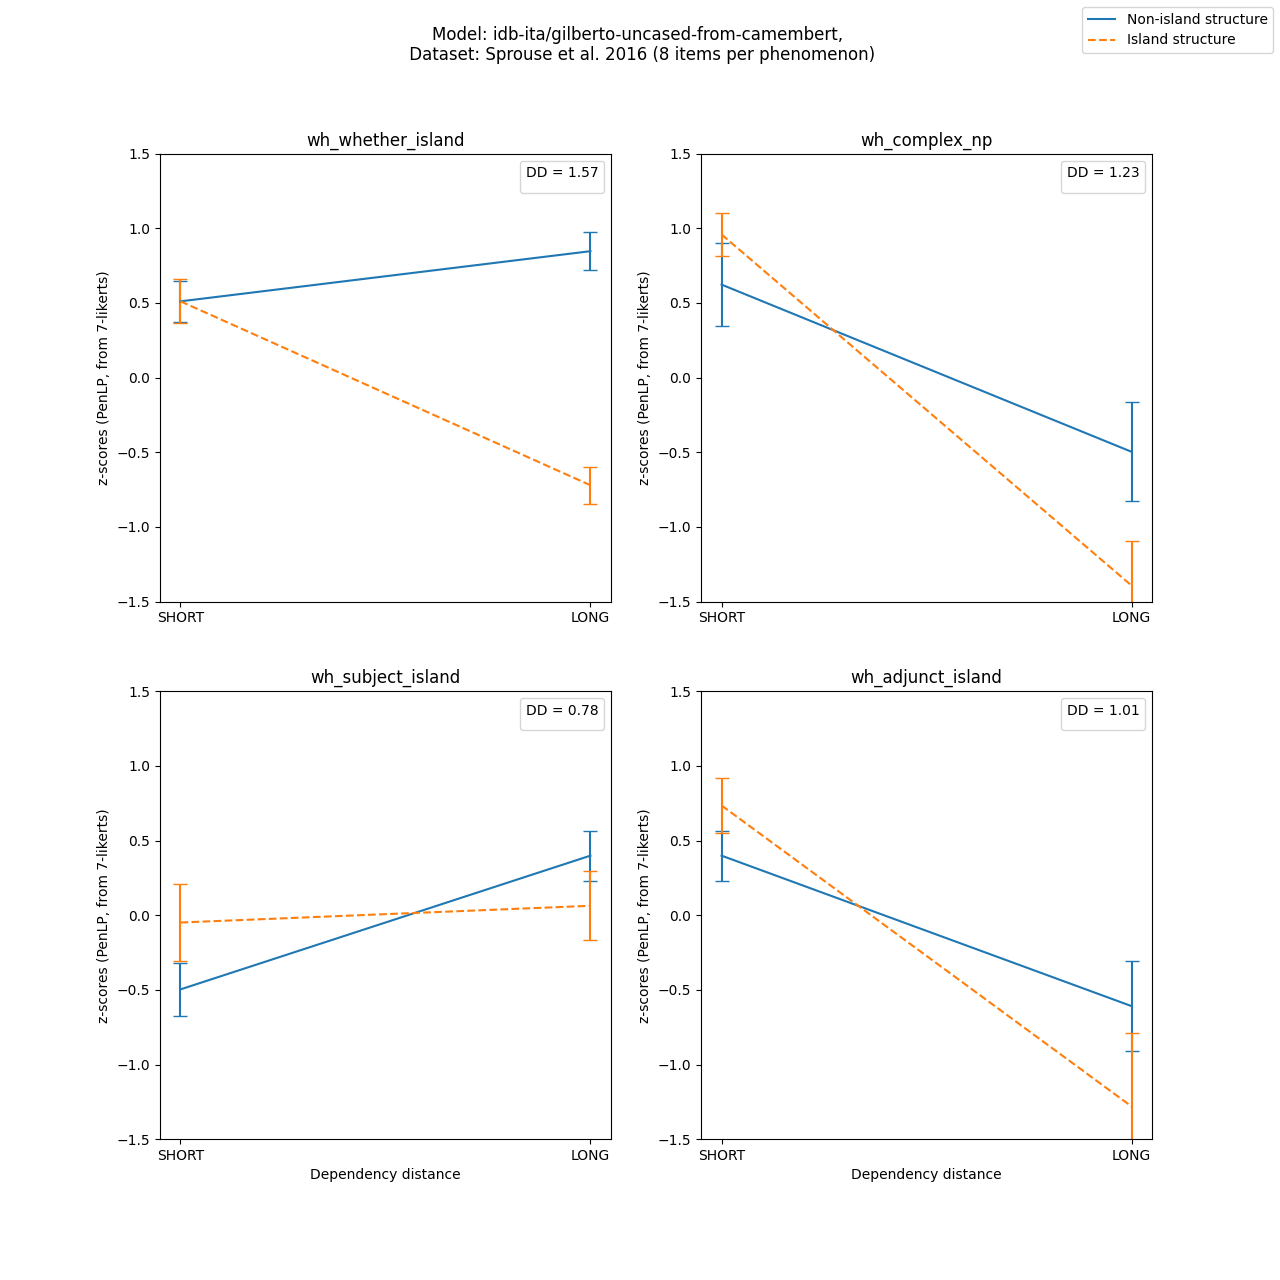 Model: idb-ita/gilberto-uncased-from-camembert,
Dataset: Sprouse et al. 2016 (8 items per phenomenon)
Non-island structure
Island structure
wh_whether_island
DD = 1.57
z-scores (PenLP, from 7-likerts)
1.5
1.0
0.5
0.0
−0.5
−1.0
−1.5
SHORT
LONG
wh_complex_np
DD = 1.23
z-scores (PenLP, from 7-likerts)
1.5
1.0
0.5
0.0
−0.5
−1.0
−1.5
SHORT
LONG
wh_subject_island
DD = 0.78
z-scores (PenLP, from 7-likerts)
1.5
1.0
0.5
0.0
−0.5
−1.0
−1.5
SHORT
LONG
Dependency distance
wh_adjunct_island
DD = 1.01
z-scores (PenLP, from 7-likerts)
1.5
1.0
0.5
0.0
−0.5
−1.0
−1.5
SHORT
LONG
Dependency distance